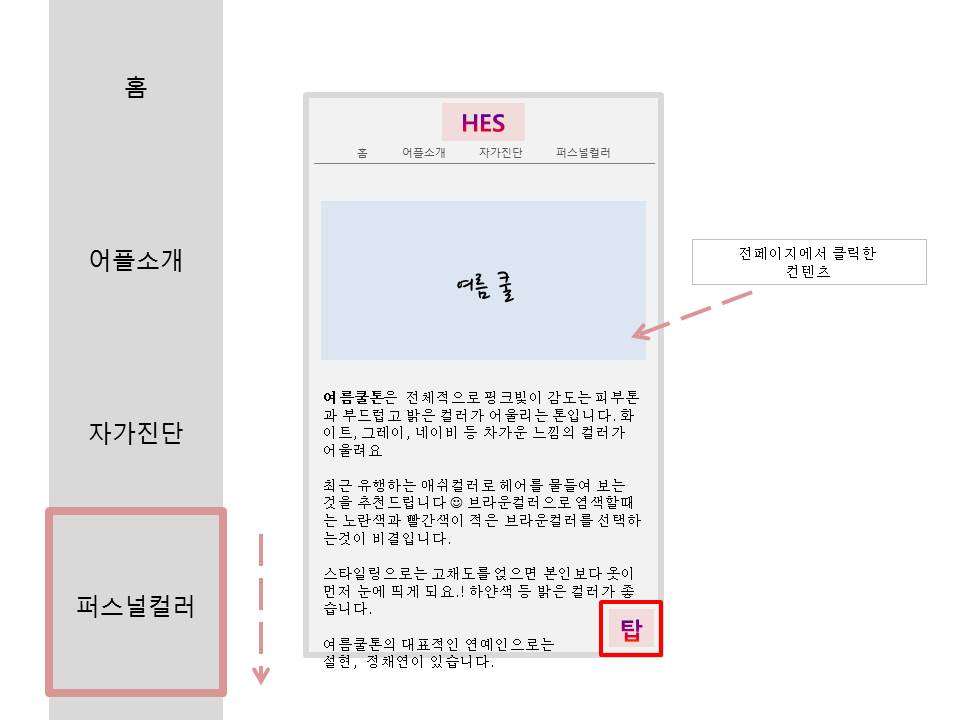 홈
어플소개
자가진단
퍼스널컬러
HES
홈 어플소개 자가진단 퍼스널컬러
여름 쿨
전페이지에서 클릭한
컨텐츠
여름쿨톤은 전체적으로 핑크빛이 감도는 피부톤
과 부드럽고 밝은 컬러가 어울리는 톤입니다. 화
이트, 그레이, 네이비 등 차가운 느낌의 컬러가
어울려요
최근 유행하는 애쉬컬러로 헤어를 물들여 보는
것을 추천드립니다 ☺ 브라운컬러으로 염색할때
는 노란색과 빨간색이 적은 브라운컬러를 선택하
는것이 비결입니다.
스타일링으로는 고채도를 얹으면 본인보다 옷이
먼저 눈에 띄게 되요.! 하얀색 등 밝은 컬러가 좋
습니다.
탑
여름쿨톤의 대표적인 연예인으로는
설현, 정채연이 있습니다.